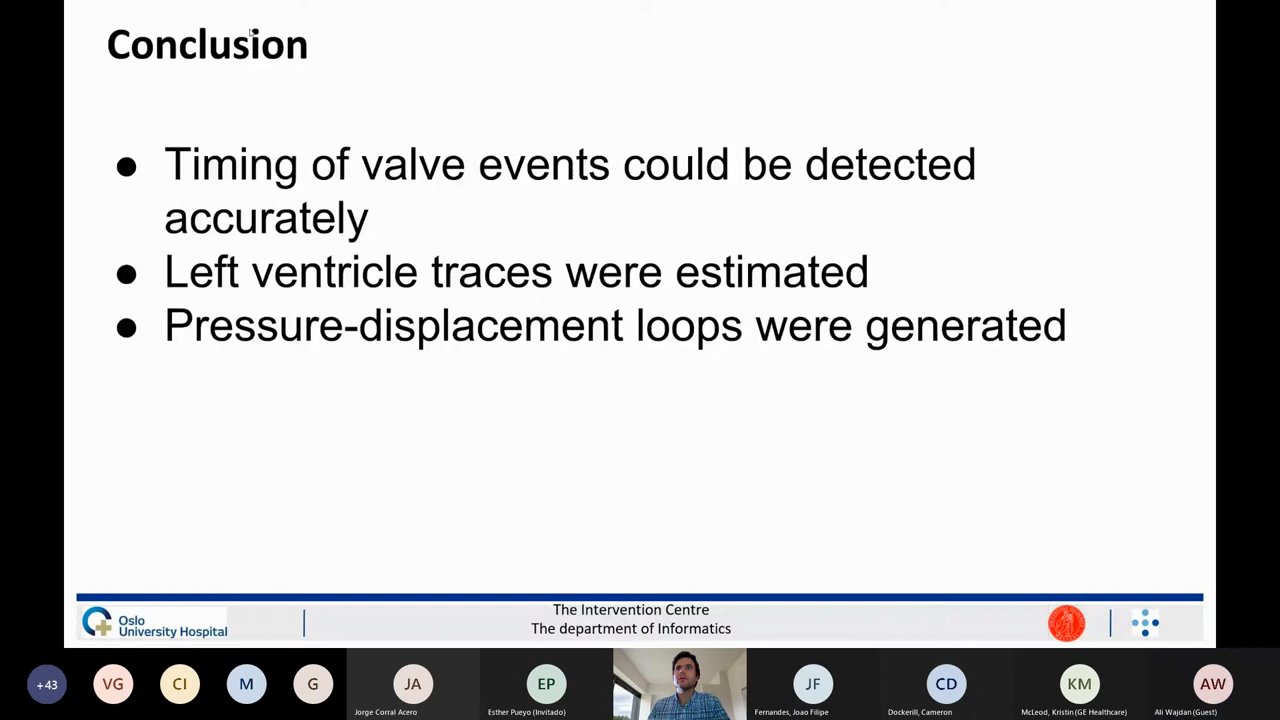 Conclusion
● Timing of valve events could be detected
accurately
● Left ventricle traces were estimated
● Pressure-displacement loops were generated
Oslo
University Hospital
The Intervention Centre
The department of Informatics
+43
VG
CI
M
G
JA
EP
JF
CD
KM
AW
Jorge Corral Acero
Esther Pueyo (Invitado)
Fernandes, Joao Filipe
Dockerill, Cameron
McLeod, Kristin (GE Healthcare)
Ali Wajdan (Guest)